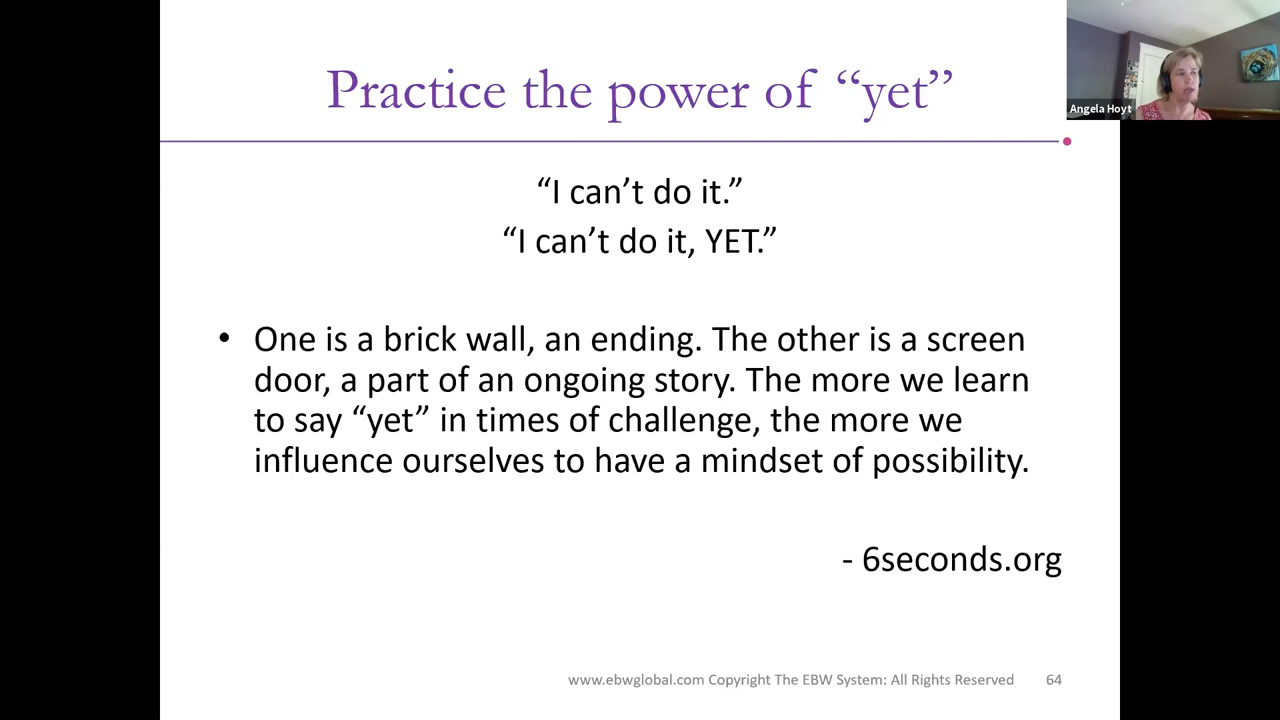 Practice the power of “yet”
Angela Hoyt
“I can’t do it.”
“I can’t do it, YET.”
• One is a brick wall, an ending. The other is a screen
door, a part of an ongoing story. The more we learn
to say “yet” in times of challenge, the more we
influence ourselves to have a mindset of possibility.
- 6seconds.org
www.ebwglobal.com Copyright The EBW System: All Rights Reserved 64